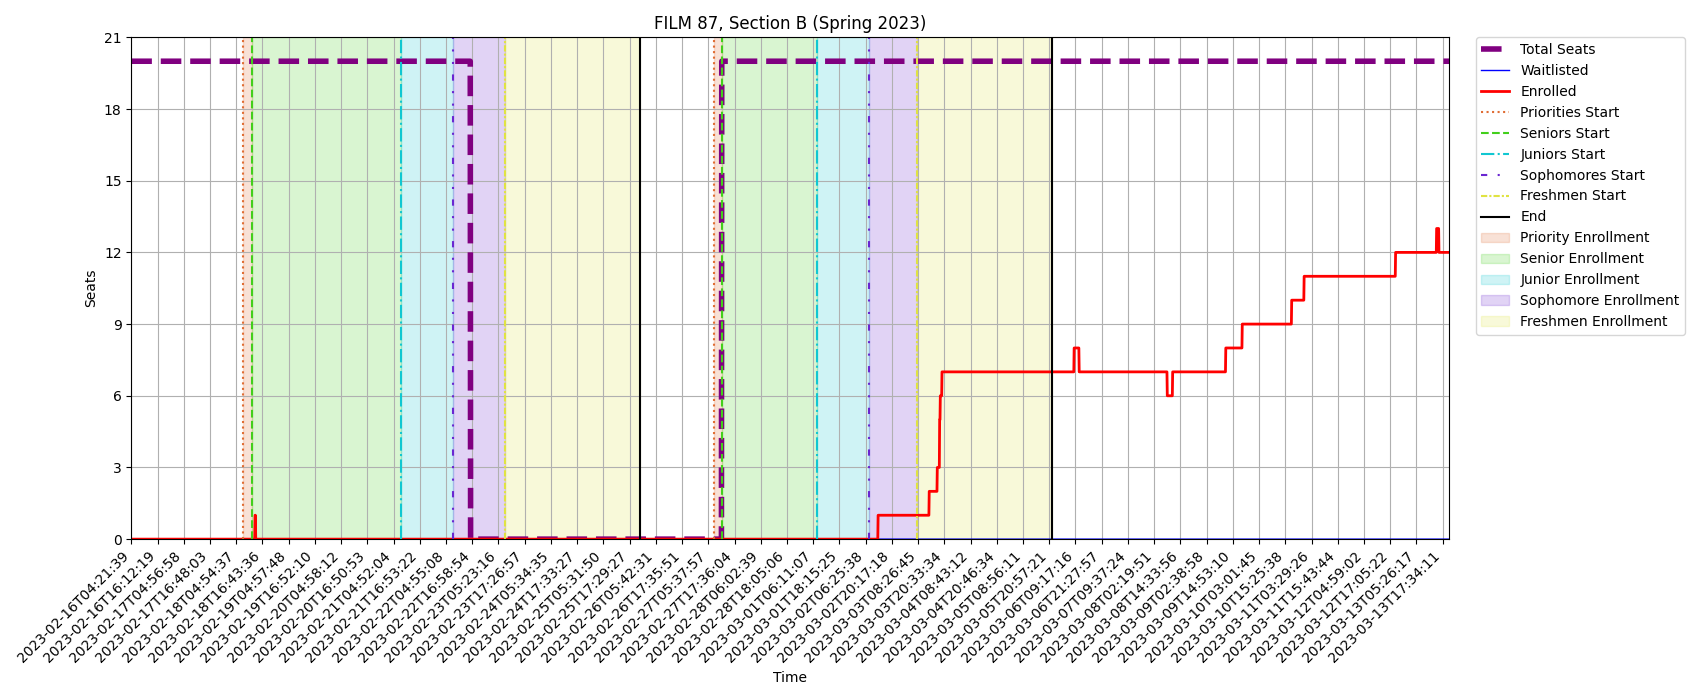 FILM 87, Section B (Spring 2023)
Seats
21
18
15
12
9
6
3
0
2023-02-16T04:21:39
2023-02-16T16:12:19
2023-02-17T04:56:58
2023-02-17T16:48:03
2023-02-18T04:54:37
2023-02-18T16:43:36
2023-02-19T04:57:48
2023-02-19T16:52:10
2023-02-20T04:58:12
2023-02-20T16:50:53
2023-02-21T04:52:04
2023-02-21T16:53:22
2023-02-22T04:55:08
2023-02-22T16:58:54
2023-02-23T05:23:16
2023-02-23T17:26:57
2023-02-24T05:34:35
2023-02-24T17:33:27
2023-02-25T05:31:50
2023-02-25T17:29:27
2023-02-26T05:42:31
2023-02-26T17:35:51
2023-02-27T05:37:57
2023-02-27T17:36:04
2023-02-28T06:02:39
2023-02-28T18:05:06
2023-03-01T06:11:07
2023-03-01T18:15:25
2023-03-02T06:25:38
2023-03-02T20:17:18
2023-03-03T08:26:45
2023-03-03T20:33:34
2023-03-04T08:43:12
2023-03-04T20:46:34
2023-03-05T08:56:11
2023-03-05T20:57:21
2023-03-06T09:17:16
2023-03-06T21:27:57
2023-03-07T09:37:24
2023-03-08T02:19:51
2023-03-08T14:33:56
2023-03-09T02:38:58
2023-03-09T14:53:10
2023-03-10T03:01:45
2023-03-10T15:25:38
2023-03-11T03:29:26
2023-03-11T15:43:44
2023-03-12T04:59:02
2023-03-12T17:05:22
2023-03-13T05:26:17
2023-03-13T17:34:11
Time
Total Seats
Waitlisted
Enrolled
Priorities Start
Seniors Start
Juniors Start
Sophomores Start
Freshmen Start
End
Priority Enrollment
Senior Enrollment
Junior Enrollment
Sophomore Enrollment
Freshmen Enrollment